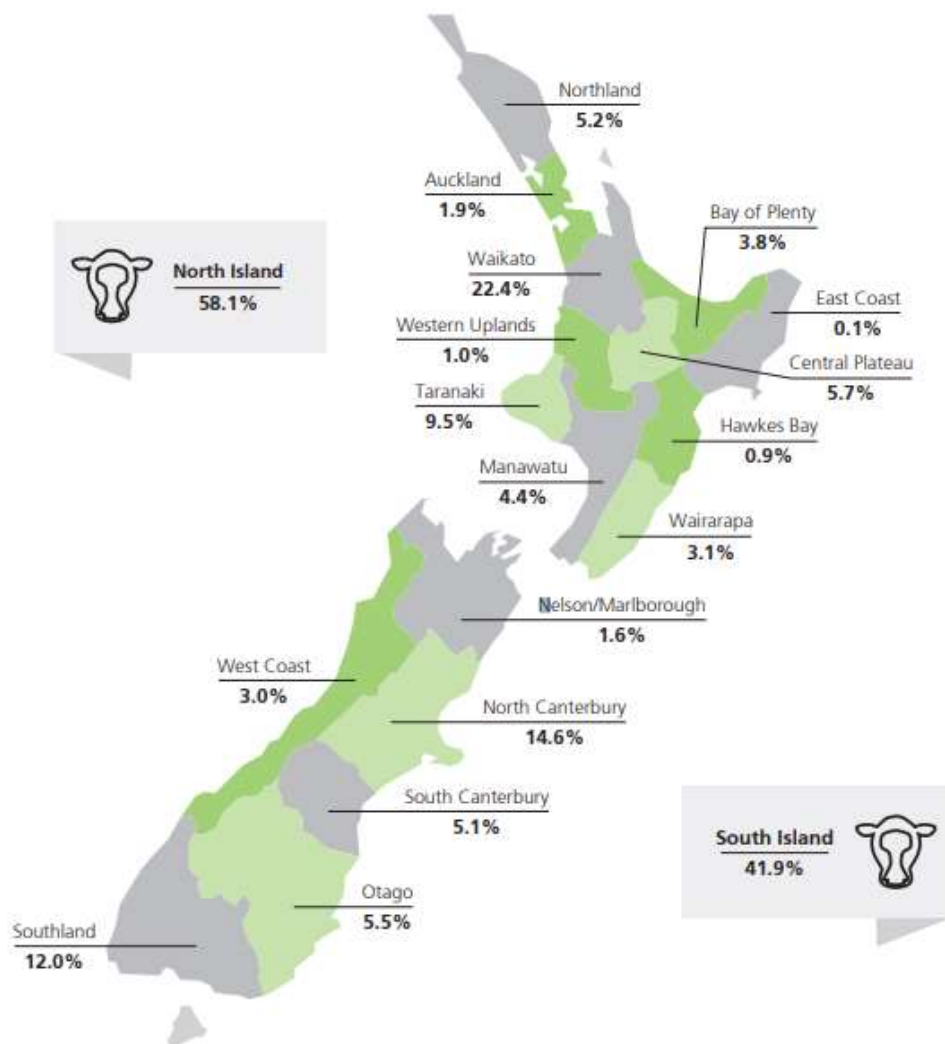 Northland
5.2%
Auckland
1.9%
Bay of Plenty
3.8%
North Island
58.1%
Waikato
22.4%
East Coast
0.1%
Western Uplands
1.0%
Central Plateau
5.7%
Taranaki
9.5%
Hawkes Bay
0.9%
Manawatu
4.4%
Wairarapa
3.1%
Nelson/Marlborough
1.6%
West Coast
3.0%
North Canterbury
14.6%
South Canterbury
5.1%
South Island
41.9%
Otago
5.5%
Southland
12.0%